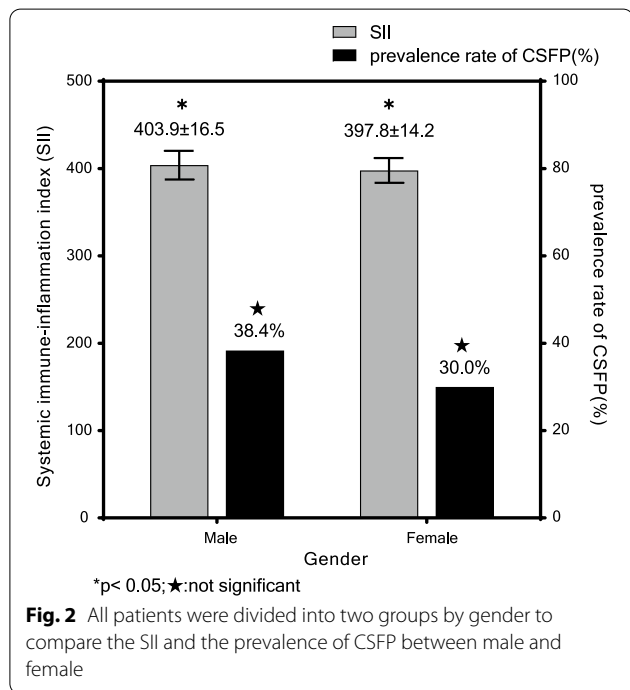 SII
prevalence rate of CSFP(%)
500
400
300
200
100
0
Systemic immune-inflammation index (SII)
*
403.9±16.5
*
397.8±14.2
★
38.4%
★
30.0%
100
80
60
40
20
0
prevalence rate of CSFP(%)
Male
Female
Gender
*p< 0.05;★:not significant
Fig. 2 All patients were divided into two groups by gender to
compare the SII and the prevalence of CSFP between male and
female